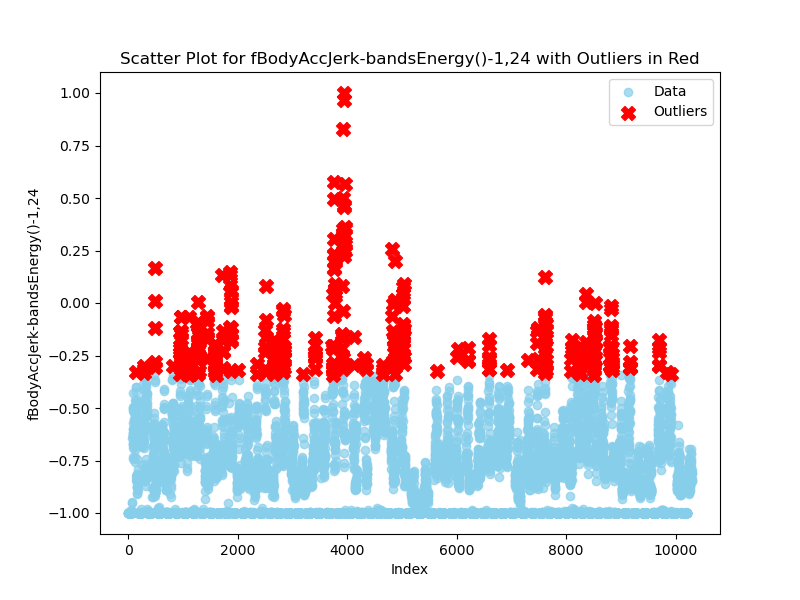 Scatter Plot for fBodyAccJerk-bandsEnergy()-1,24 with Outliers in Red
Data
Outliers
fBodyAccJerk-bandsEnergy()-1,24
1.00
0.75
0.50
0.25
0.00
−0.25
−0.50
−0.75
−1.00
0 2000 4000 6000 8000 10000
Index